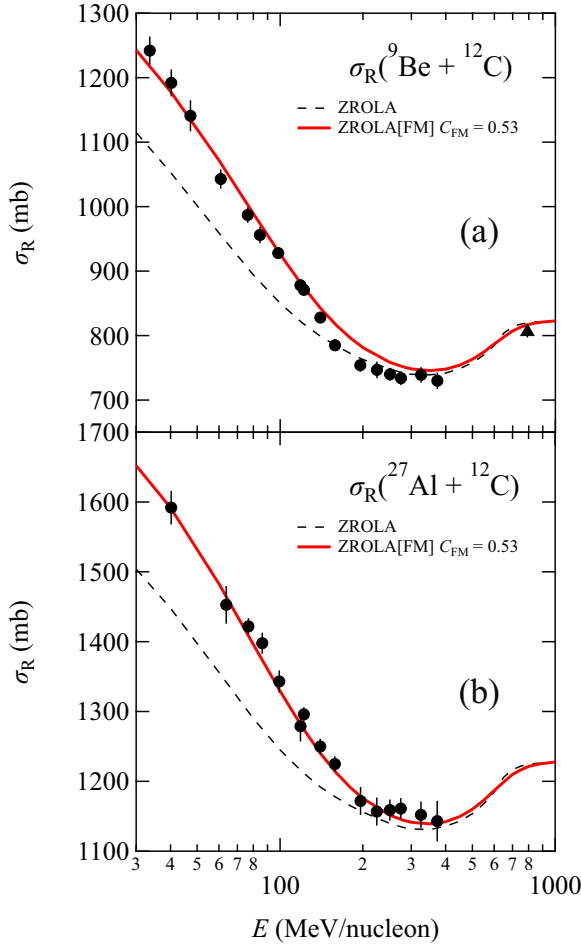 (a)
σR(9Be + 12C)
ZROLA
ZROLA[FM] CFM = 0.53
1300
1200
1100
1000
900
800
700
σR (mb)
(b)
σR(27Al + 12C)
ZROLA
ZROLA[FM] CFM = 0.53
1700
1600
1500
1400
1300
1200
1100
σR (mb)
3 4 5 6 7 8 100 2 3 4 5 6 7 8 1000
E (MeV/nucleon)